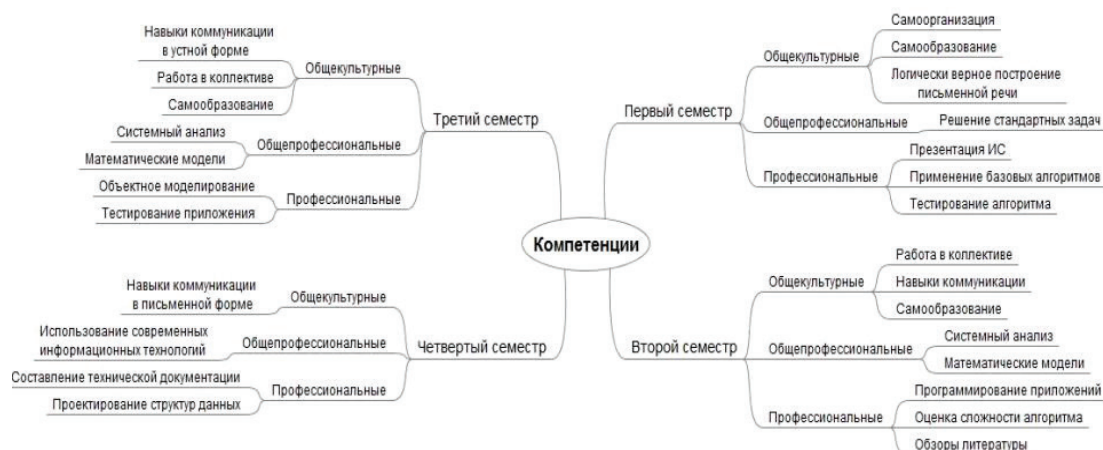 Компетенции
Первый семестр
Общекультурные
Самоорганизация
Самообразование
Логически верное построение
письменной речи
Общепрофессиональные
Решение стандартных задач
Профессиональные
Презентация ИС
Применение базовых алгоритмов
Тестирование алгоритма
Второй семестр
Общекультурные
Работа в коллективе
Навыки коммуникации
Самообразование
Общепрофессиональные
Системный анализ
Математические модели
Профессиональные
Программирование приложений
Оценка сложности алгоритма
Обзоры литературы
Третий семестр
Общекультурные
Навыки коммуникации
в устной форме
Работа в коллективе
Самообразование
Общепрофессиональные
Системный анализ
Математические модели
Профессиональные
Объектное моделирование
Тестирование приложения
Четвертый семестр
Общекультурные
Навыки коммуникации
в письменной форме
Общепрофессиональные
Использование современных
информационных технологий
Профессиональные
Составление технической документации
Проектирование структур данных